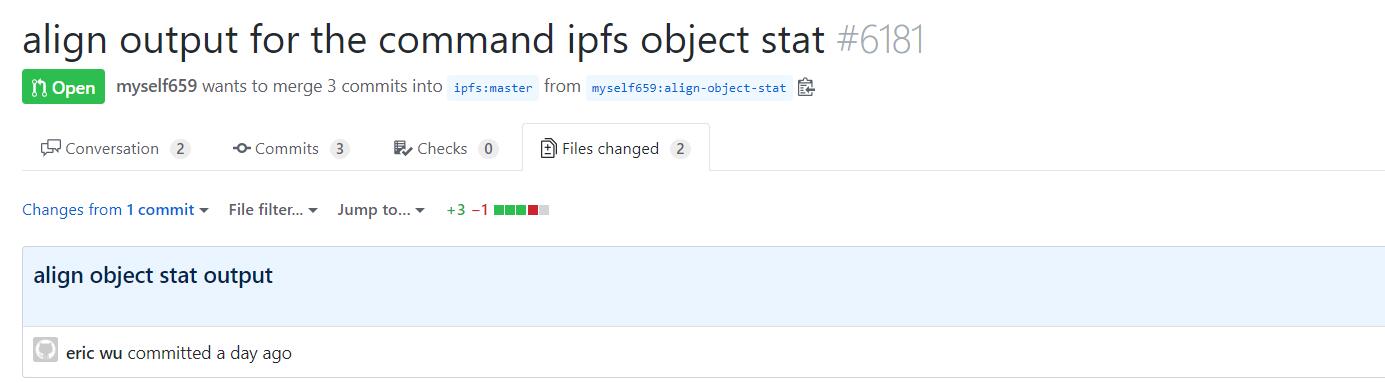 align output for the command ipfs object stat #6181
Open myself659 wants to merge 3 commits into ipfs:master from myself659:align-object-stat
Conversation 2 Commits 3 Checks 0 Files changed 2
Changes from 1 commit File filter... Jump to... +3 −1
align object stat output
eric wu committed a day ago